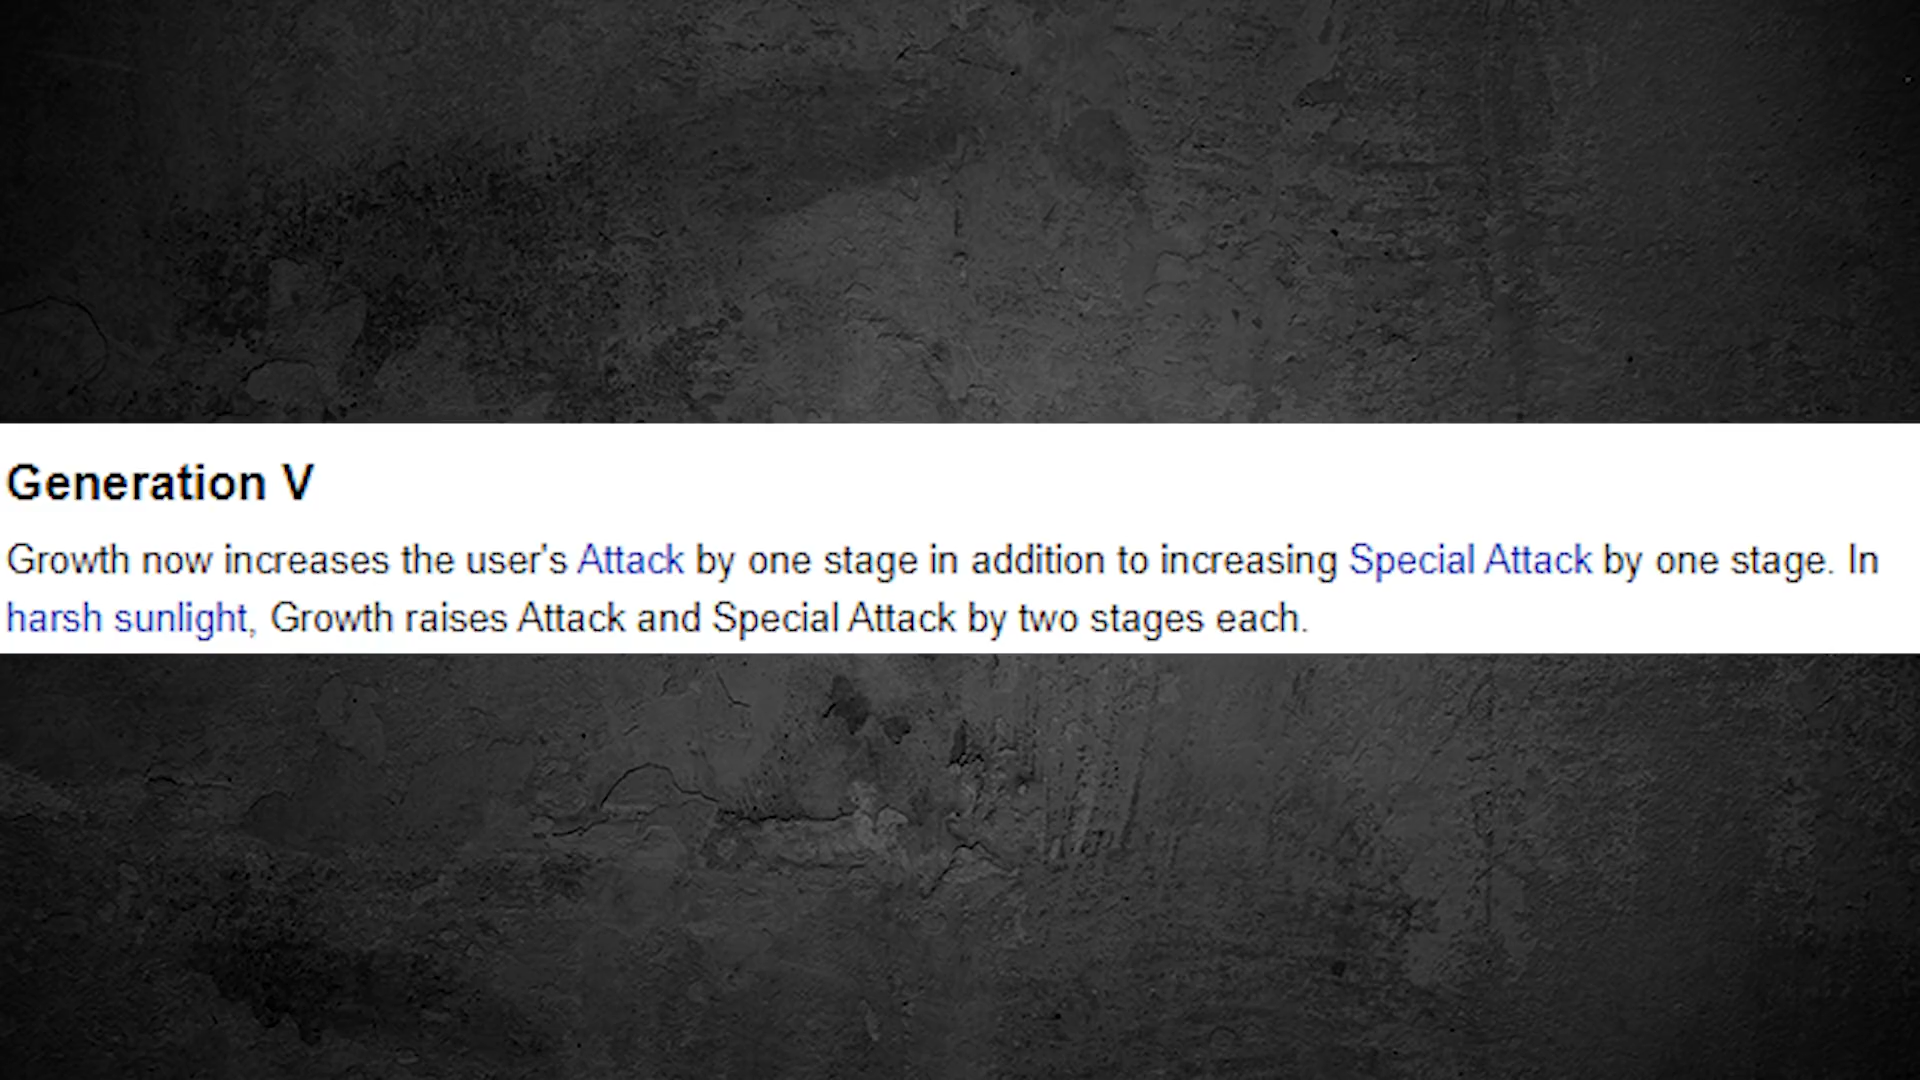 Generation V
Growth now increases the user's Attack by one stage in addition to increasing Special Attack by one stage. In
harsh sunlight, Growth raises Attack and Special Attack by two stages each.